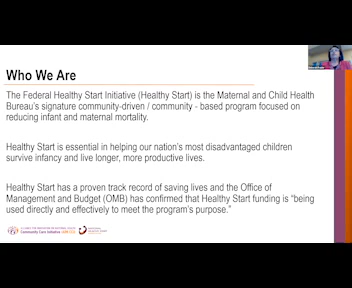 Who We Are
The Federal Healthy Start Initiative (Healthy Start) is the Maternal and Child Health
Bureau's signature community-driven / community - based program focused on
reducing infant and maternal mortality.
Healthy Start is essential in helping our nation's most disadvantaged children
survive infancy and live longer, more productive lives.
Healthy Start has a proven track record of saving lives and the Office of
Management and Budget (OMB) has confirmed that Healthy Start funding is "being
used directly and effectively to meet the program's purpose."
Community Care Initiative